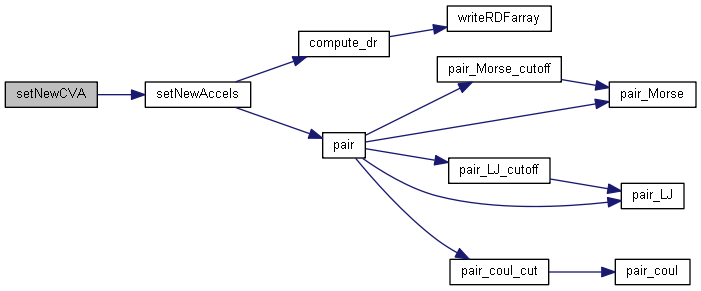 writeRDFarray
compute_dr
pair_Morse_cutoff
setNewCVA
setNewAccels
pair_Morse
pair
pair_LJ_cutoff
pair_LJ
pair_coul_cut
pair_coul